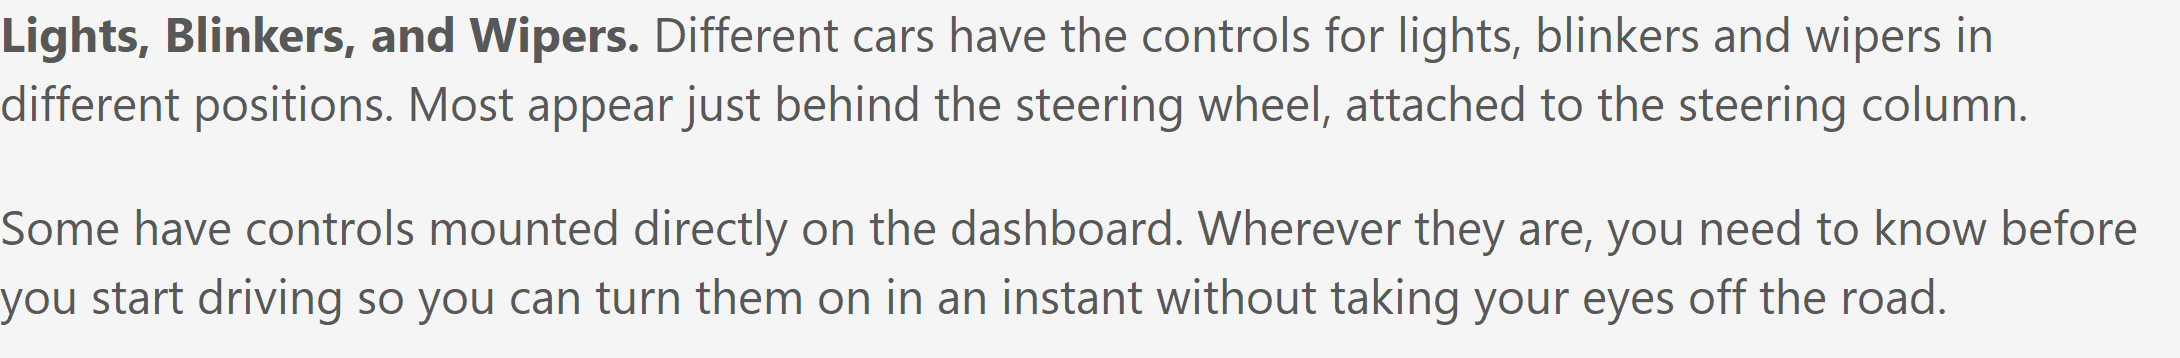 Lights, Blinkers, and Wipers. Different cars have the controls for lights, blinkers and wipers in
different positions. Most appear just behind the steering wheel, attached to the steering column.
Some have controls mounted directly on the dashboard. Wherever they are, you need to know before
you start driving so you can turn them on in an instant without taking your eyes off the road.